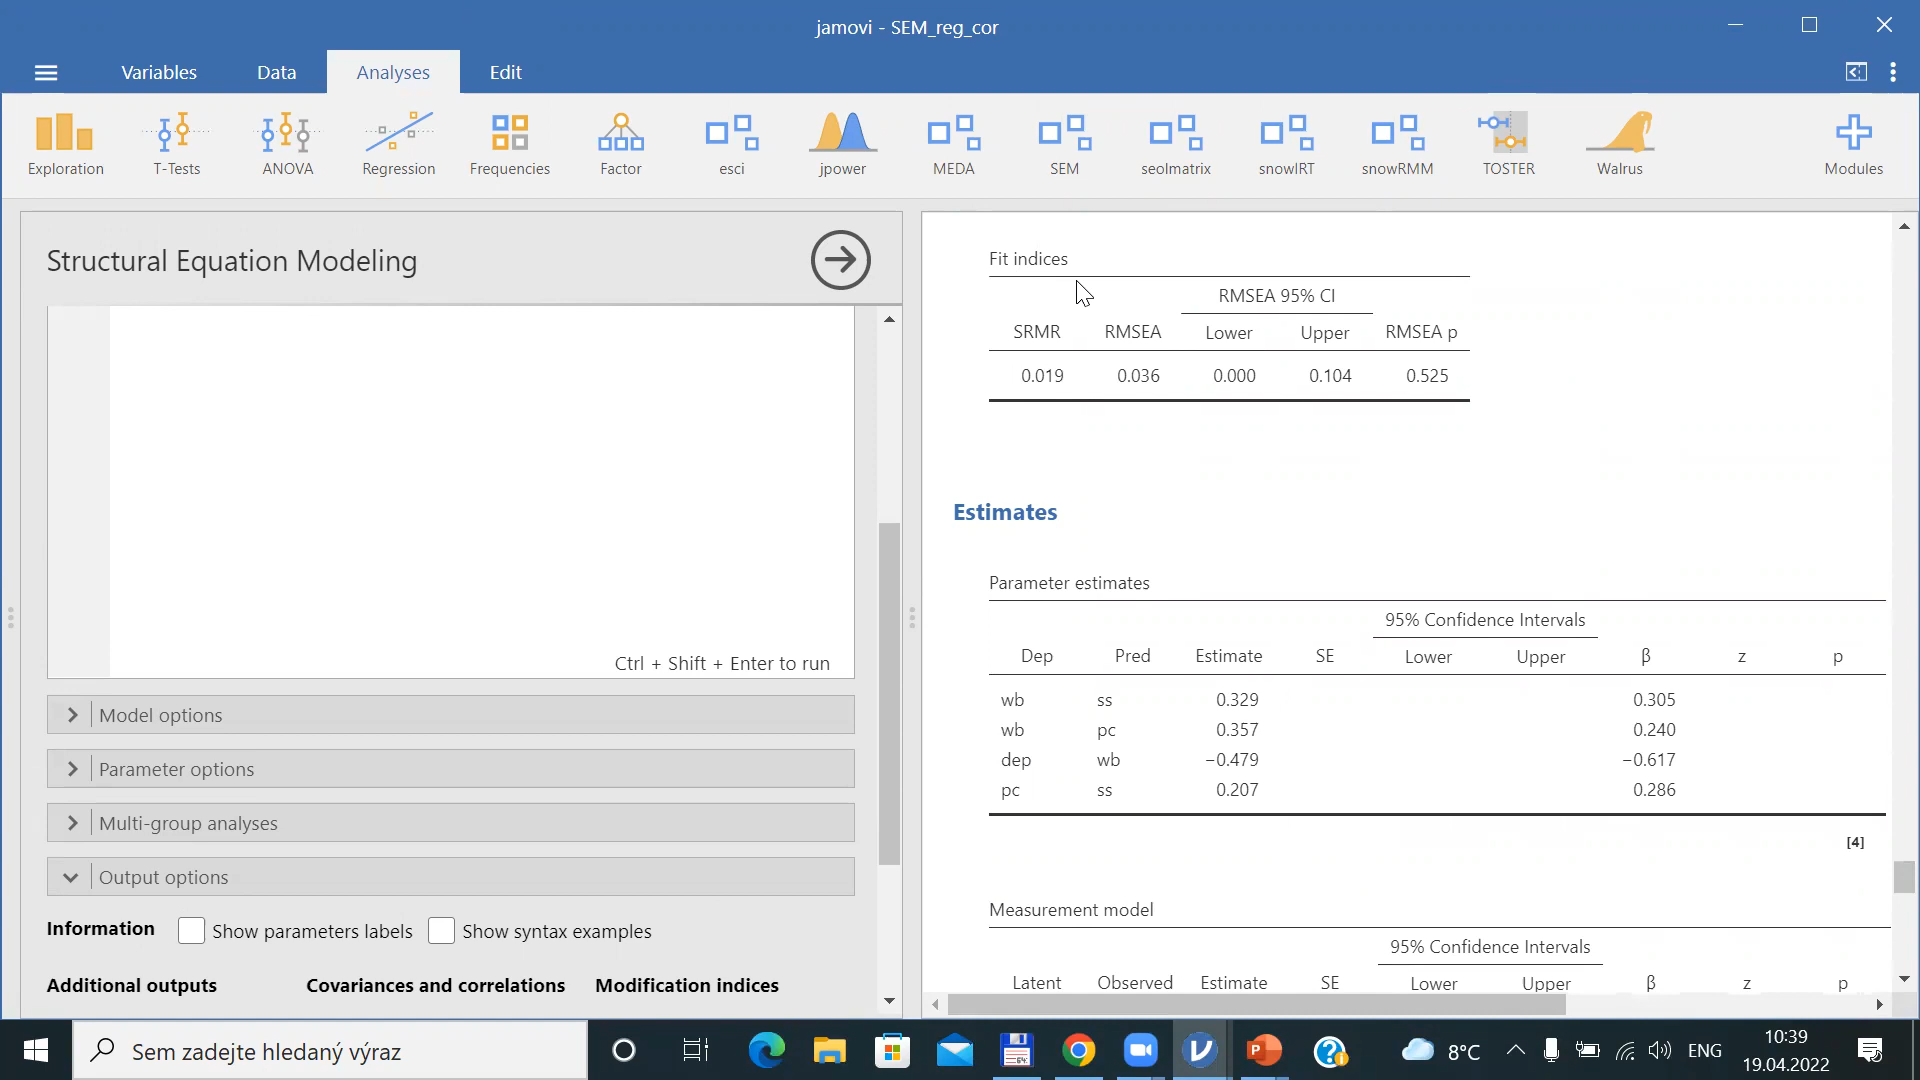 jamovi - SEM_reg_cor
Variables Data Analyses Edit
Exploration T-Tests ANOVA Regression Frequencies Factor esci jpower MEDA SEM seolmatrix snowIRT snowRMM TOSTER Walrus Modules
Structural Equation Modeling
Ctrl + Shift + Enter to run
Model options
Parameter options
Multi-group analyses
Output options
Information Show parameters labels Show syntax examples
Additional outputs Covariances and correlations Modification indices
Fit indices
RMSEA 95% CI
SRMR RMSEA Lower Upper RMSEA p
0.019 0.036 0.000 0.104 0.525
Estimates
Parameter estimates
95% Confidence Intervals
Dep Pred Estimate SE Lower Upper β z p
wb ss 0.329 0.305
wb pc 0.357 0.240
dep wb −0.479 −0.617
pc ss 0.207 0.286
[4]
Measurement model
95% Confidence Intervals
Latent Observed Estimate SE Lower Upper β z p
Sem zadejte hledaný výraz
64
8°C ENG
10:39
19.04.2022